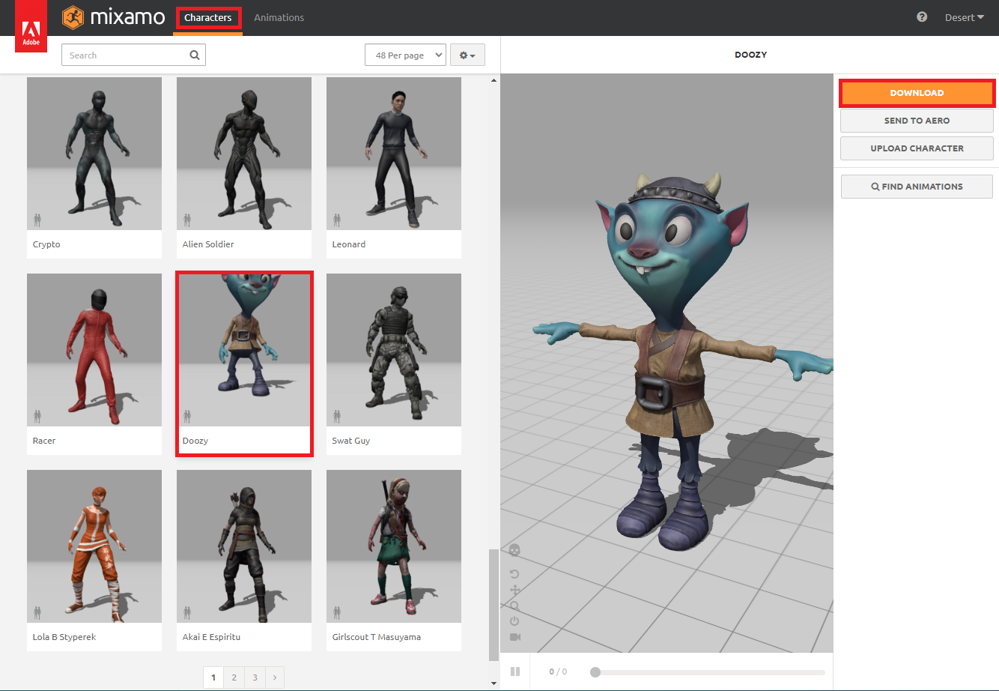 Adobe
mixamo
Characters
Animations
Desert
Search
48 Per page
DOOZY
DOWNLOAD
SEND TO AERO
UPLOAD CHARACTER
FIND ANIMATIONS
Crypto
Alien Soldier
Leonard
Racer
Doozy
Swat Guy
Lola B Styperek
Akai E Espiritu
Girlscout T Masuyama
1 2 3 >
0 / 0